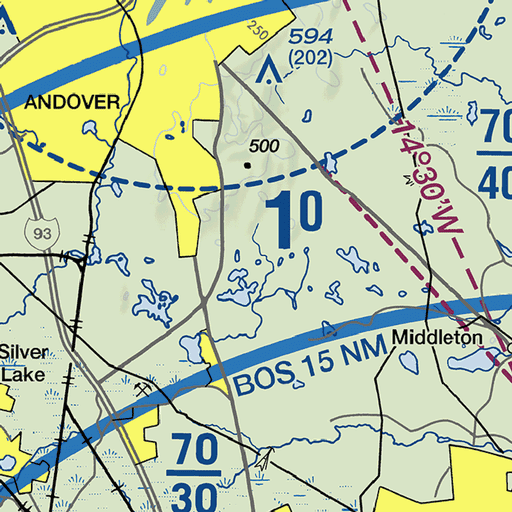 594
(202)
250
ANDOVER
500
70
40
14°30'W
M
1⁰
93
Middleton
Silver
Lake
BOS 15 NM
70
30